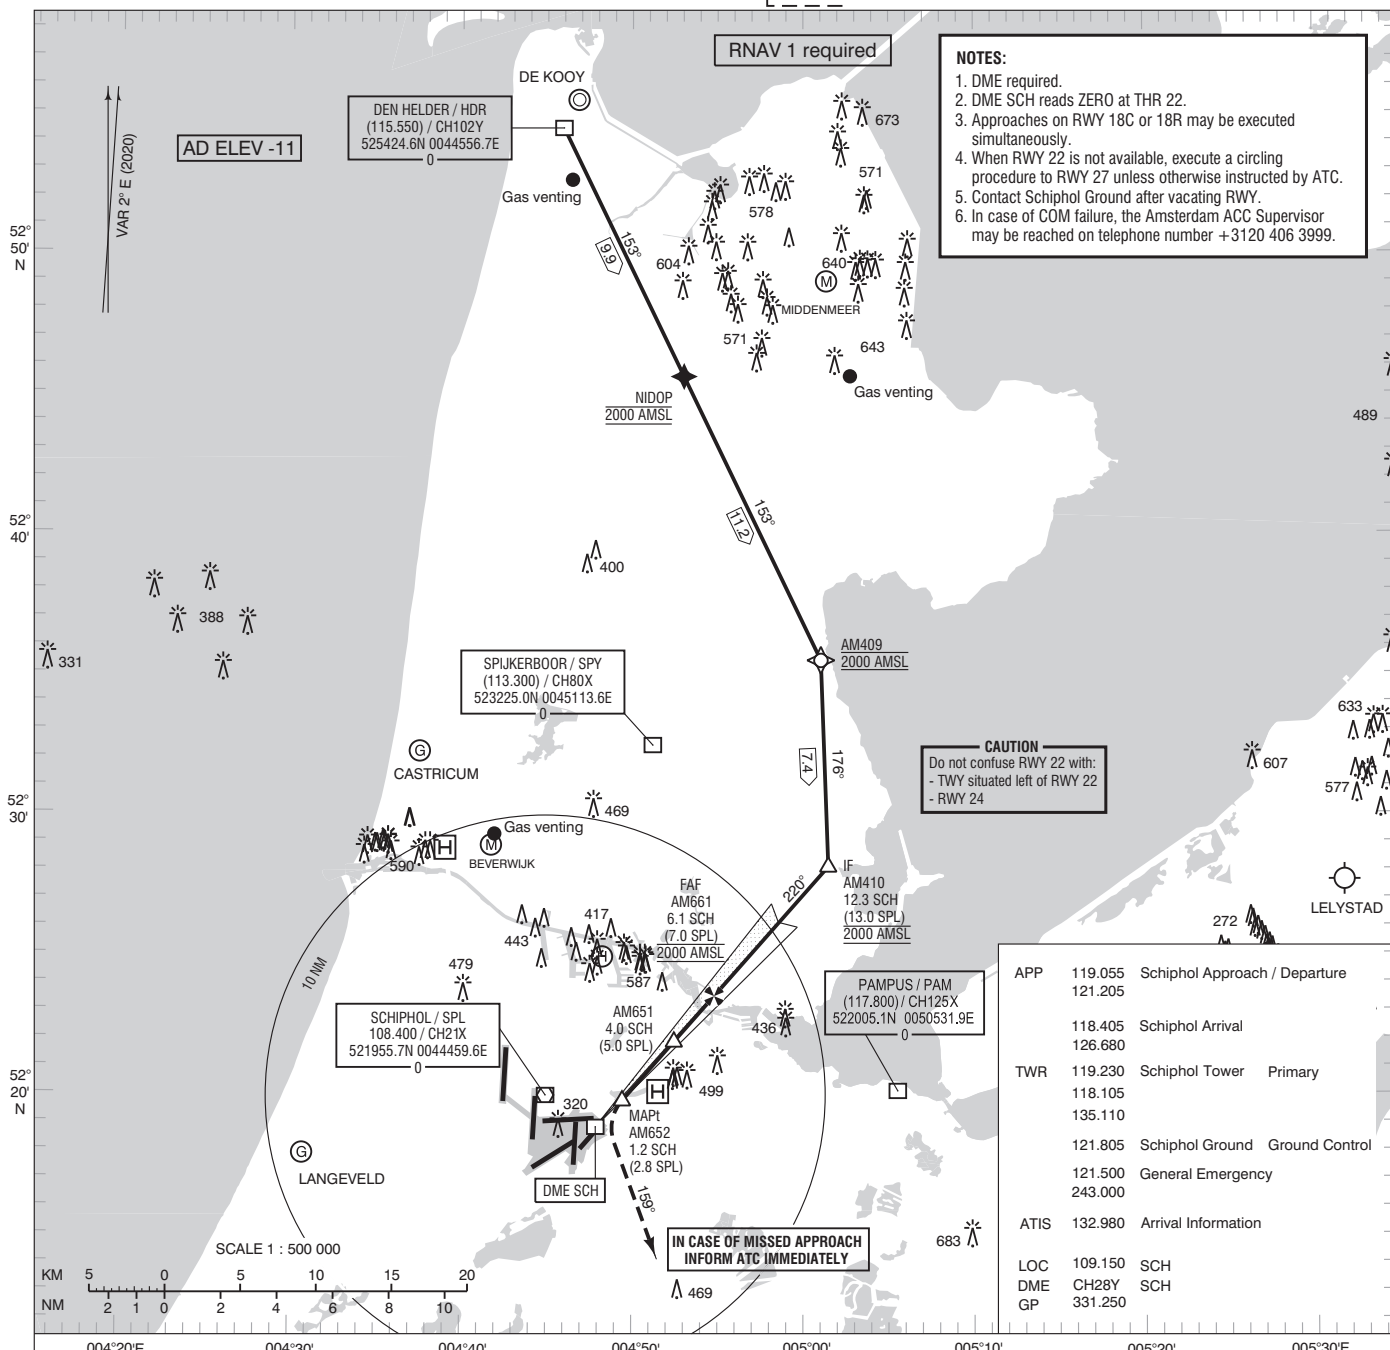 RNAV 1 required
NOTES:
1. DME required.
2. DME SCH reads ZERO at THR 22.
3. Approaches on RWY 18C or 18R may be executed
simultaneously.
4. When RWY 22 is not available, execute a circling
procedure to RWY 27 unless otherwise instructed by ATC.
5. Contact Schiphol Ground after vacating RWY.
6. In case of COM failure, the Amsterdam ACC Supervisor
may be reached on telephone number +3120 406 3999.
DE KOOY
DEN HELDER / HDR
(115.550) / CH102Y
525424.6N 0044556.7E
0
AD ELEV -11
VAR 2° E (2020)
Gas venting
673
571
578
604
640
M
MIDDENMEER
571
643
Gas venting
52°
50'
N
153°
9.9
NIDOP
2000 AMSL
489
153°
11.2
52°
40'
400
388
331
AM409
2000 AMSL
SPIJKERBOOR / SPY
(113.300) / CH80X
523225.0N 0045113.6E
0
633
607
577
G
CASTRICUM
7.4
176°
CAUTION
Do not confuse RWY 22 with:
- TWY situated left of RWY 22
- RWY 24
52°
30'
469
Gas venting
M
BEVERWIJK
590
H
IF
AM410
12.3 SCH
(13.0 SPL)
2000 AMSL
220°
FAF
AM661
6.1 SCH
(7.0 SPL)
2000 AMSL
LELYSTAD
272
417
443
H
587
479
10 NM
PAMPUS / PAM
(117.800) / CH125X
522005.1N 0050531.9E
0
436
AM651
4.0 SCH
(5.0 SPL)
SCHIPHOL / SPL
108.400 / CH21X
521955.7N 0044459.6E
0
52°
20'
N
H
499
320
MAPt
AM652
1.2 SCH
(2.8 SPL)
G
LANGEVELD
DME SCH
159°
IN CASE OF MISSED APPROACH
INFORM ATC IMMEDIATELY
683
469
APP 119.055 Schiphol Approach / Departure
121.205
118.405 Schiphol Arrival
126.680
TWR 119.230 Schiphol Tower Primary
118.105
135.110
121.805 Schiphol Ground Ground Control
121.500 General Emergency
243.000
ATIS 132.980 Arrival Information
LOC 109.150 SCH
DME CH28Y SCH
GP 331.250
SCALE 1 : 500 000
KM 5 0 5 10 15 20
NM 2 1 0 2 4 6 8 10
004°20'E 004°30' 004°40' 004°50' 005°00' 005°10' 005°20' 005°30'E